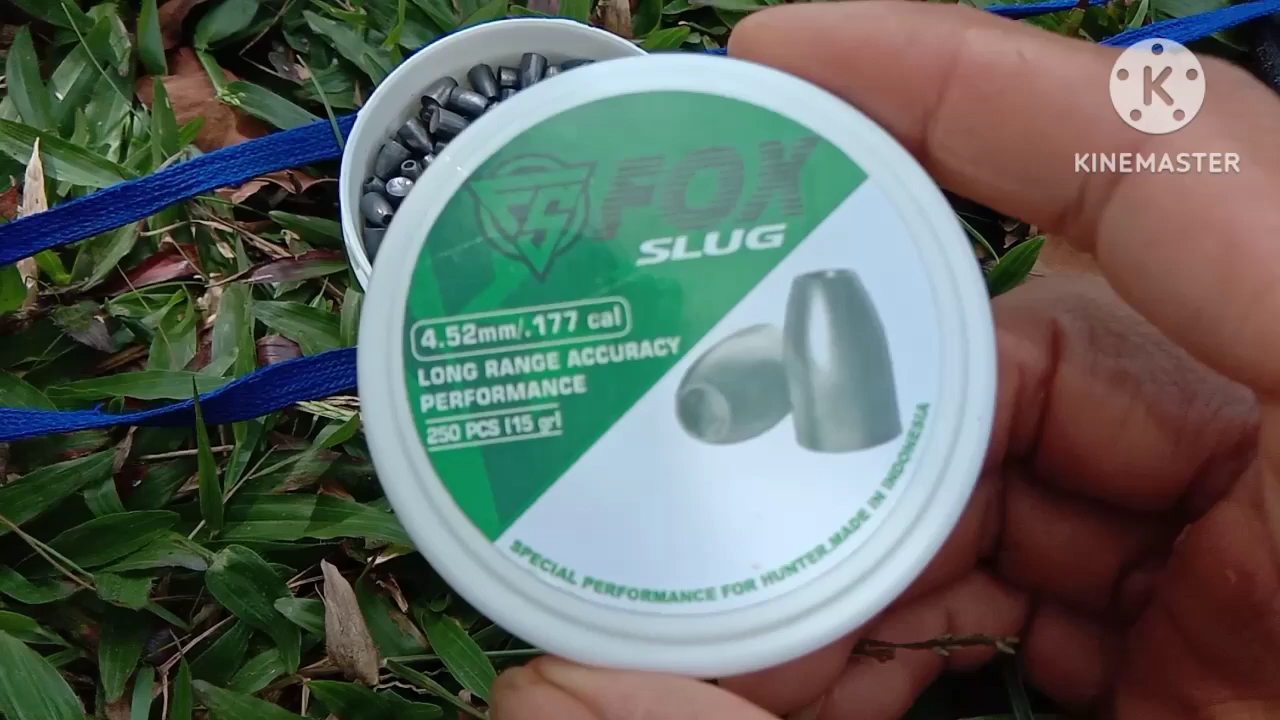 FS
FOX
SLUG
4.52mm/.177 cal
LONG RANGE ACCURACY
PERFORMANCE
250 PCS (15 gr)
SPECIAL PERFORMANCE FOR HUNTER.MADE IN INDONESIA
K
KINEMASTER